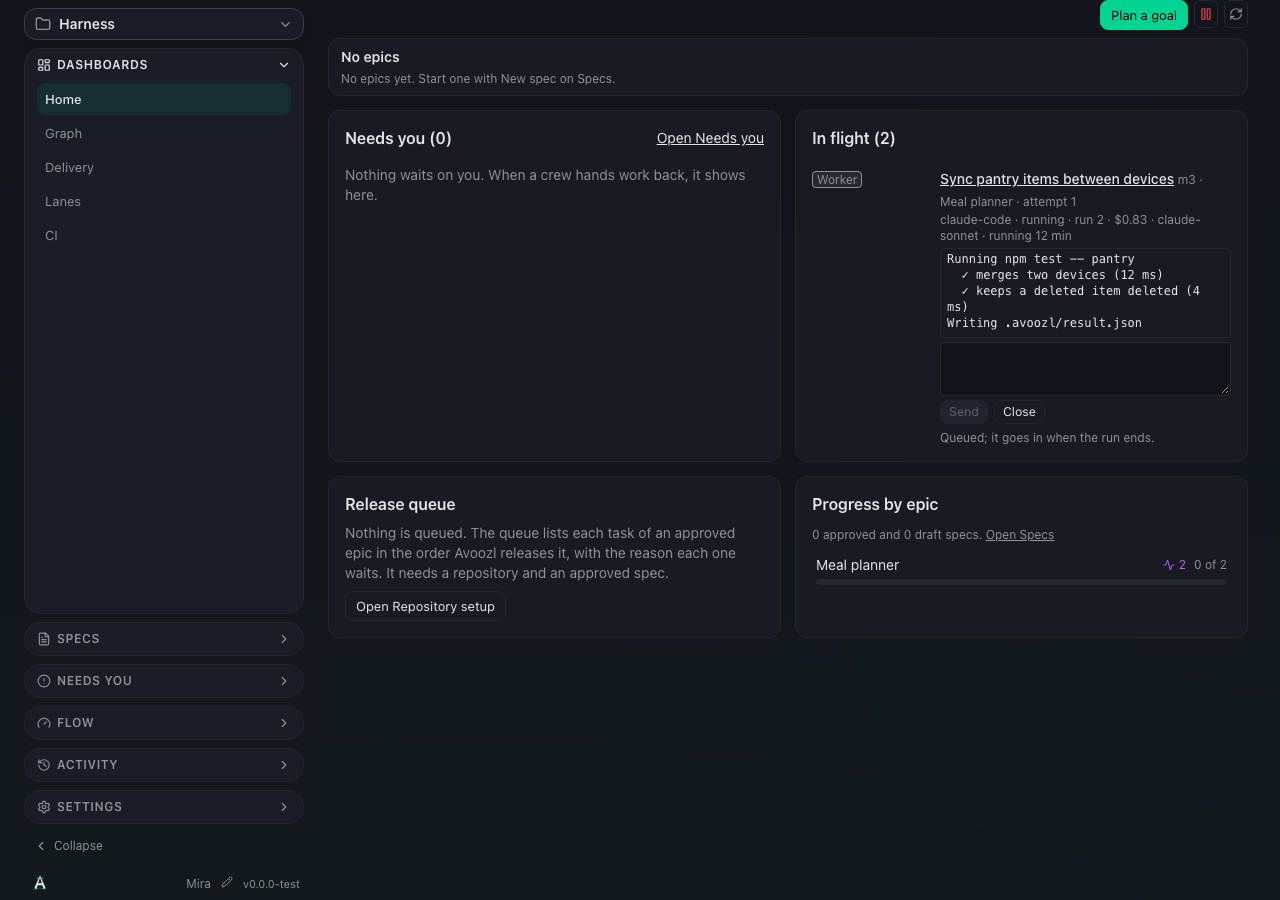 Harness
DASHBOARDS
Home
Graph
Delivery
Lanes
CI
SPECS
NEEDS YOU
FLOW
ACTIVITY
SETTINGS
Collapse
Mira
v0.0.0-test
Plan a goal
No epics
No epics yet. Start one with New spec on Specs.
Needs you (0)
Open Needs you
Nothing waits on you. When a crew hands work back, it shows
here.
In flight (2)
Worker
Sync pantry items between devices m3 ·
Meal planner · attempt 1
claude-code · running · run 2 · $0.83 · claude-
sonnet · running 12 min
Running npm test –– pantry
✓ merges two devices (12 ms)
✓ keeps a deleted item deleted (4
ms)
Writing .avoozl/result.json
Send
Close
Queued; it goes in when the run ends.
Release queue
Nothing is queued. The queue lists each task of an approved
epic in the order Avoozl releases it, with the reason each one
waits. It needs a repository and an approved spec.
Open Repository setup
Progress by epic
0 approved and 0 draft specs. Open Specs
Meal planner
2 0 of 2